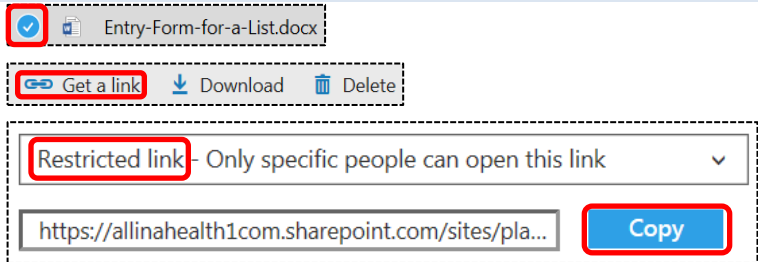 Entry-Form-for-a-List.docx
Get a link Download Delete
Restricted link - Only specific people can open this link
https://allinahealth1com.sharepoint.com/sites/pla... Copy